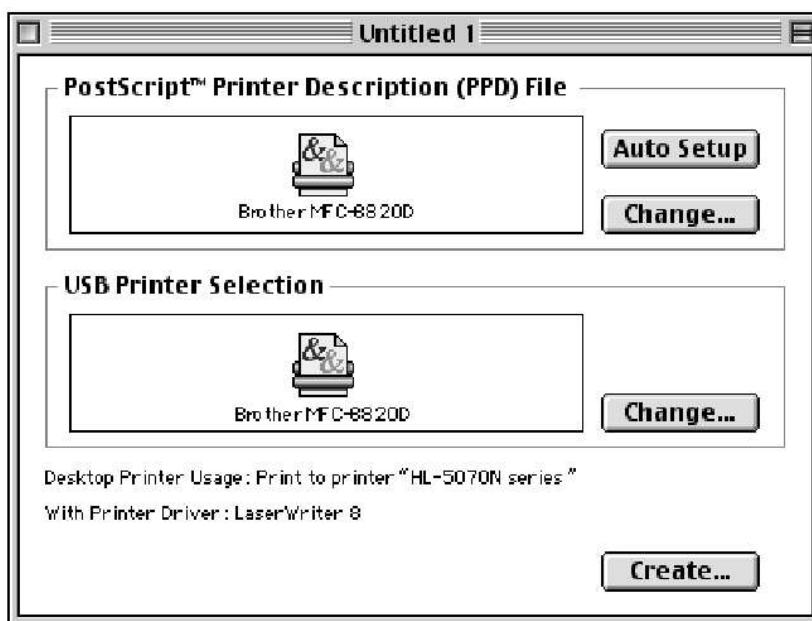 Untitled 1
PostScript™ Printer Description (PPD) File
Auto Setup
Brother MFC-8820D
Change...
USB Printer Selection
Brother MFC-8820D
Change...
Desktop Printer Usage: Print to printer “HL-5070N series”
With Printer Driver: LaserWriter 8
Create...